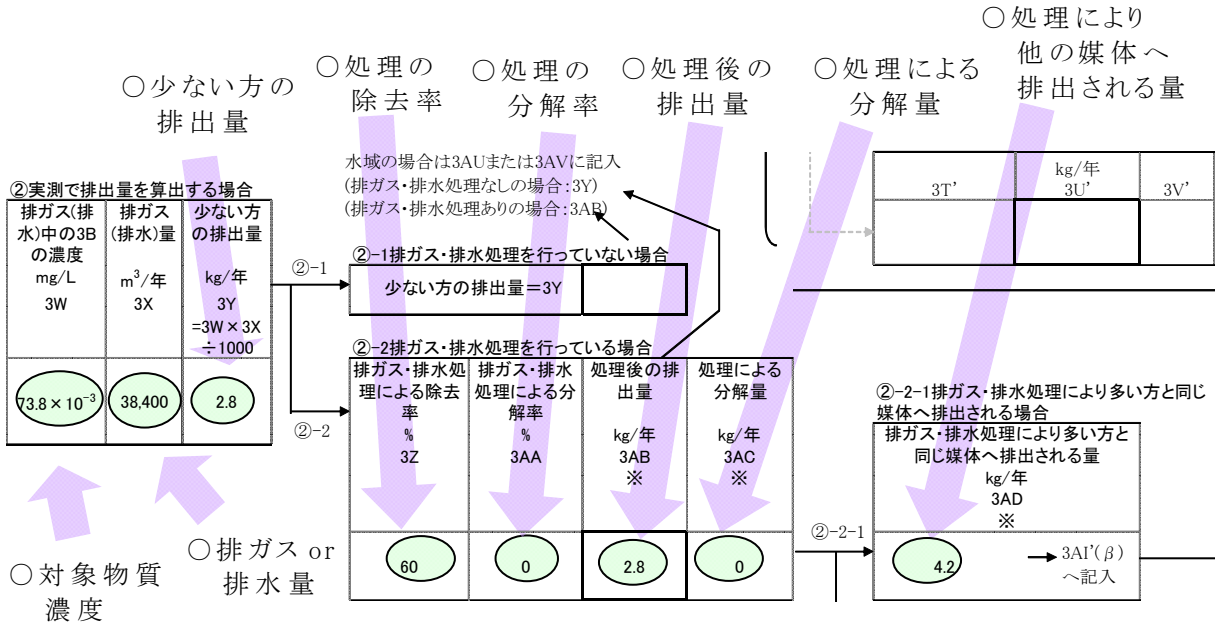 〇処理により
他の媒体へ
排出される量
〇少ない方の
排出量
〇処理の
除去率
〇処理の
分解率
〇処理後の
排出量
〇処理による
分解量
水域の場合は3AUまたは3AVに記入
(排ガス・排水処理なしの場合:3Y)
(排ガス・排水処理ありの場合:3AB)
3T’
kg/年
3U’
3V’
②実測で排出量を算出する場合
排ガス(排
水)中の3B
の濃度
mg/L
3W
排ガス
(排水)量
m³/年
3X
少ない方
の排出量
kg/年
3Y
=3W×3X
÷1000
73.8×10⁻³
38,400
2.8
②-1
②-1排ガス・排水処理を行っていない場合
少ない方の排出量=3Y
②-2
②-2排ガス・排水処理を行っている場合
排ガス・排水処
理による除去
率
%
3Z
排ガス・排水
処理による分
解率
%
3AA
処理後の排
出量
kg/年
3AB
※
処理による
分解量
kg/年
3AC
※
60
0
2.8
0
②-2-1
②-2-1排ガス・排水処理により多い方と同じ
媒体へ排出される場合
排ガス・排水処理により多い方と
同じ媒体へ排出される量
kg/年
3AD
※
4.2
3AI’(β)
へ記入
〇対象物質
濃度
〇排ガス or
排水量